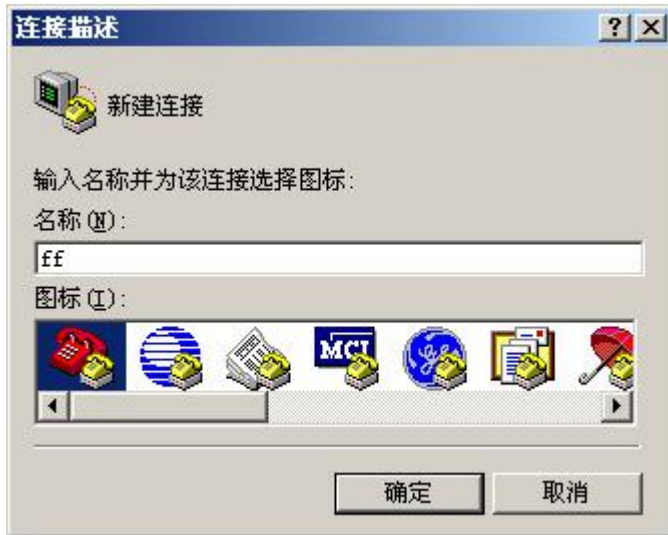 连接描述
新建连接
输入名称并为该连接选择图标:
名称(N):
ff
图标(I):
MCI
确定 取消